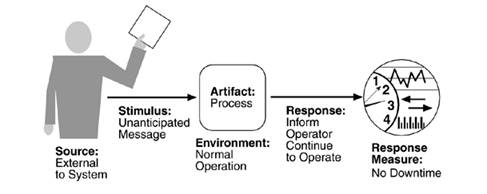 Source:
External
to System
Stimulus:
Unanticipated
Message
Artifact:
Process
Environment:
Normal
Operation
Response:
Inform
Operator
Continue
to Operate
1
2
3
4
Response
Measure:
No Downtime